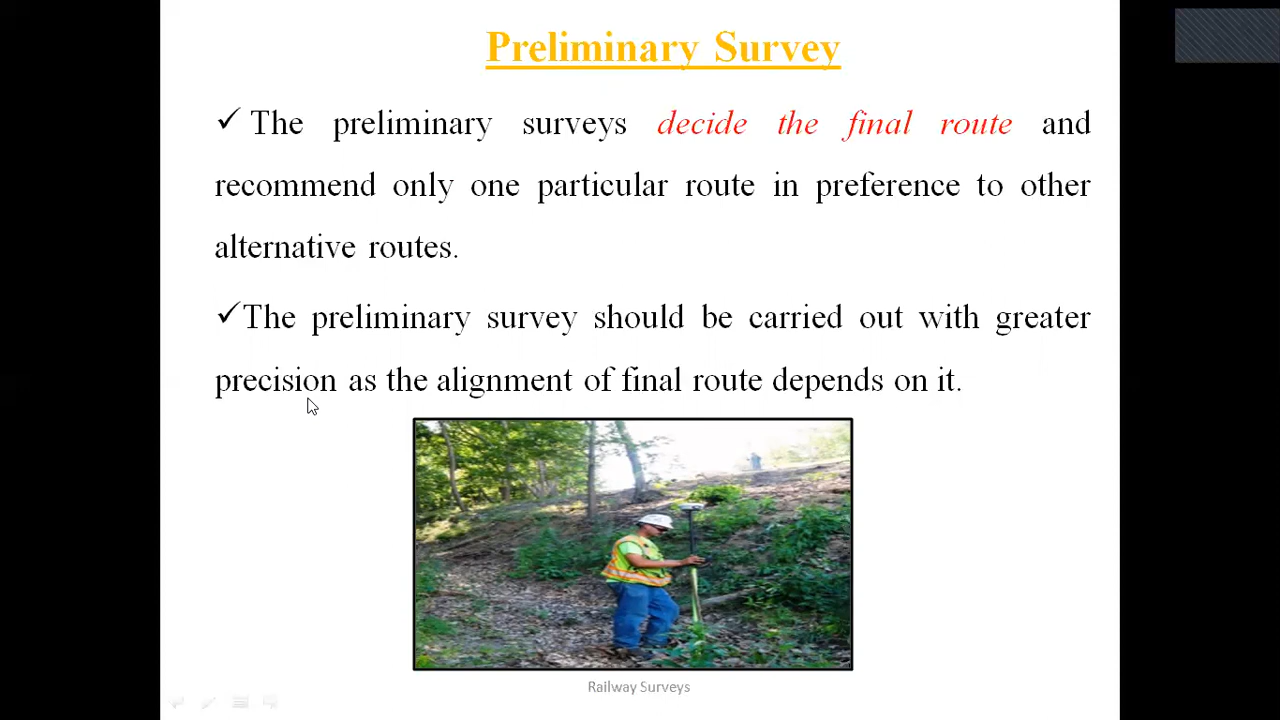 Preliminary Survey
✓ The preliminary surveys decide the final route and
recommend only one particular route in preference to other
alternative routes.
✓The preliminary survey should be carried out with greater
precision as the alignment of final route depends on it.
Railway Surveys